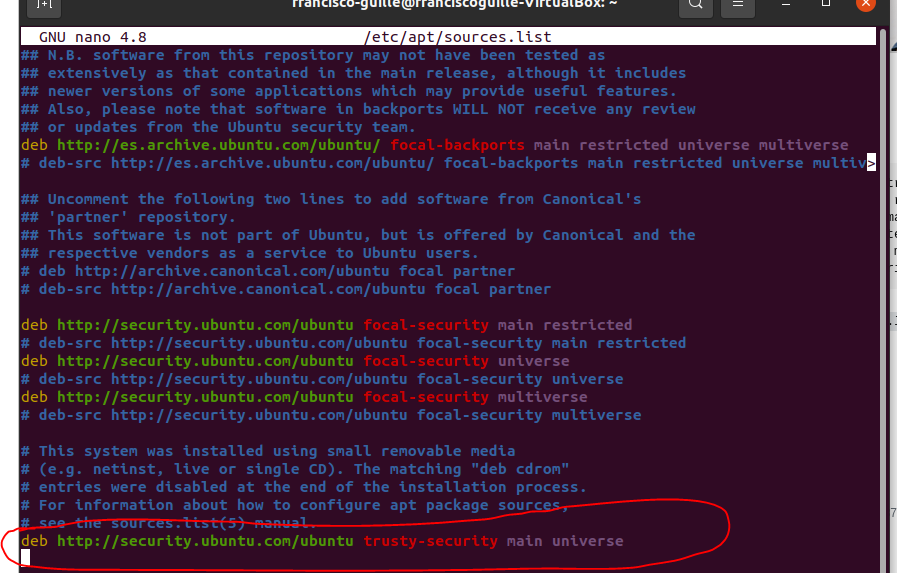 francisco-guille@franciscoguille-VirtualBox: ~
GNU nano 4.8 /etc/apt/sources.list
## N.B. software from this repository may not have been tested as
## extensively as that contained in the main release, although it includes
## newer versions of some applications which may provide useful features.
## Also, please note that software in backports WILL NOT receive any review
## or updates from the Ubuntu security team.
deb http://es.archive.ubuntu.com/ubuntu/ focal-backports main restricted universe multiverse
# deb-src http://es.archive.ubuntu.com/ubuntu/ focal-backports main restricted universe multiv>
## Uncomment the following two lines to add software from Canonical's
## 'partner' repository.
## This software is not part of Ubuntu, but is offered by Canonical and the
## respective vendors as a service to Ubuntu users.
# deb http://archive.canonical.com/ubuntu focal partner
# deb-src http://archive.canonical.com/ubuntu focal partner
deb http://security.ubuntu.com/ubuntu focal-security main restricted
# deb-src http://security.ubuntu.com/ubuntu focal-security main restricted
deb http://security.ubuntu.com/ubuntu focal-security universe
# deb-src http://security.ubuntu.com/ubuntu focal-security universe
deb http://security.ubuntu.com/ubuntu focal-security multiverse
# deb-src http://security.ubuntu.com/ubuntu focal-security multiverse
# This system was installed using small removable media
# (e.g. netinst, live or single CD). The matching "deb cdrom"
# entries were disabled at the end of the installation process.
# For information about how to configure apt package sources,
# see the sources.list(5) manual.
deb http://security.ubuntu.com/ubuntu trusty-security main universe